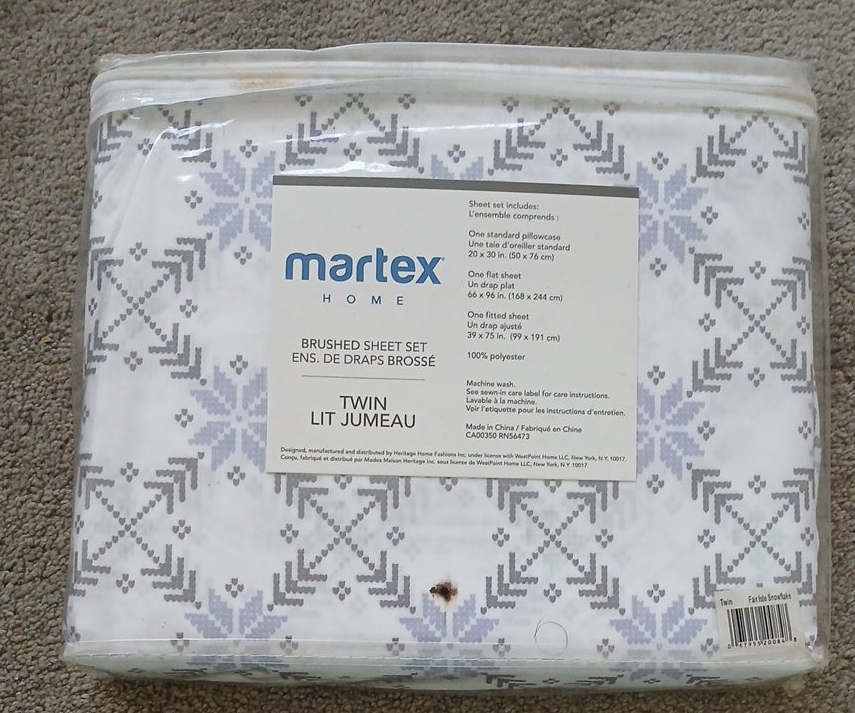 martex
HOME
BRUSHED SHEET SET
ENS. DE DRAPS BROSSÉ
TWIN
LIT JUMEAU
Sheet set includes:
L'ensemble comprends :
One standard pillowcase
Une taie d'oreiller standard
20 x 30 in. (50 x 76 cm)
One flat sheet
Un drap plat
66 x 96 in. (168 x 244 cm)
One fitted sheet
Un drap ajusté
39 x 75 in. (99 x 191 cm)
100% polyester
Machine wash.
See sewn-in care label for care instructions.
Lavable à la machine.
Voir l'etiquette pour les instructions d'entretien.
Made in China / Fabriqué en Chine
CA00350 RN56473
Designed, manufactured and distributed by Heritage Home Fashions Inc. under license with WestPoint Home LLC, New York, N.Y. 10017.
Conçu, fabriqué et distribué par Modes Maison Heritage Inc. sous licence de WestPoint Home LLC, New York, N.Y. 10017.
Twin Fair Isle Snowflake